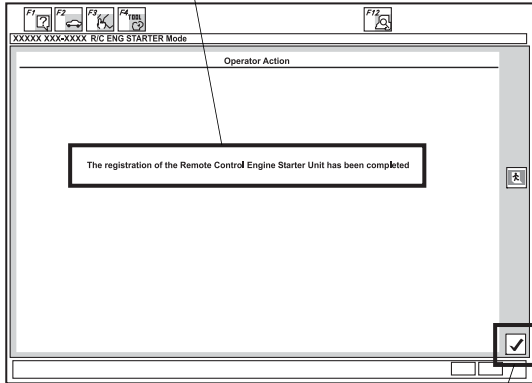 F1 F2 F3 F4 TOOL F12
XXXXX XXX-XXXX R/C ENG STARTER Mode
Operator Action
The registration of the Remote Control Engine Starter Unit has been completed